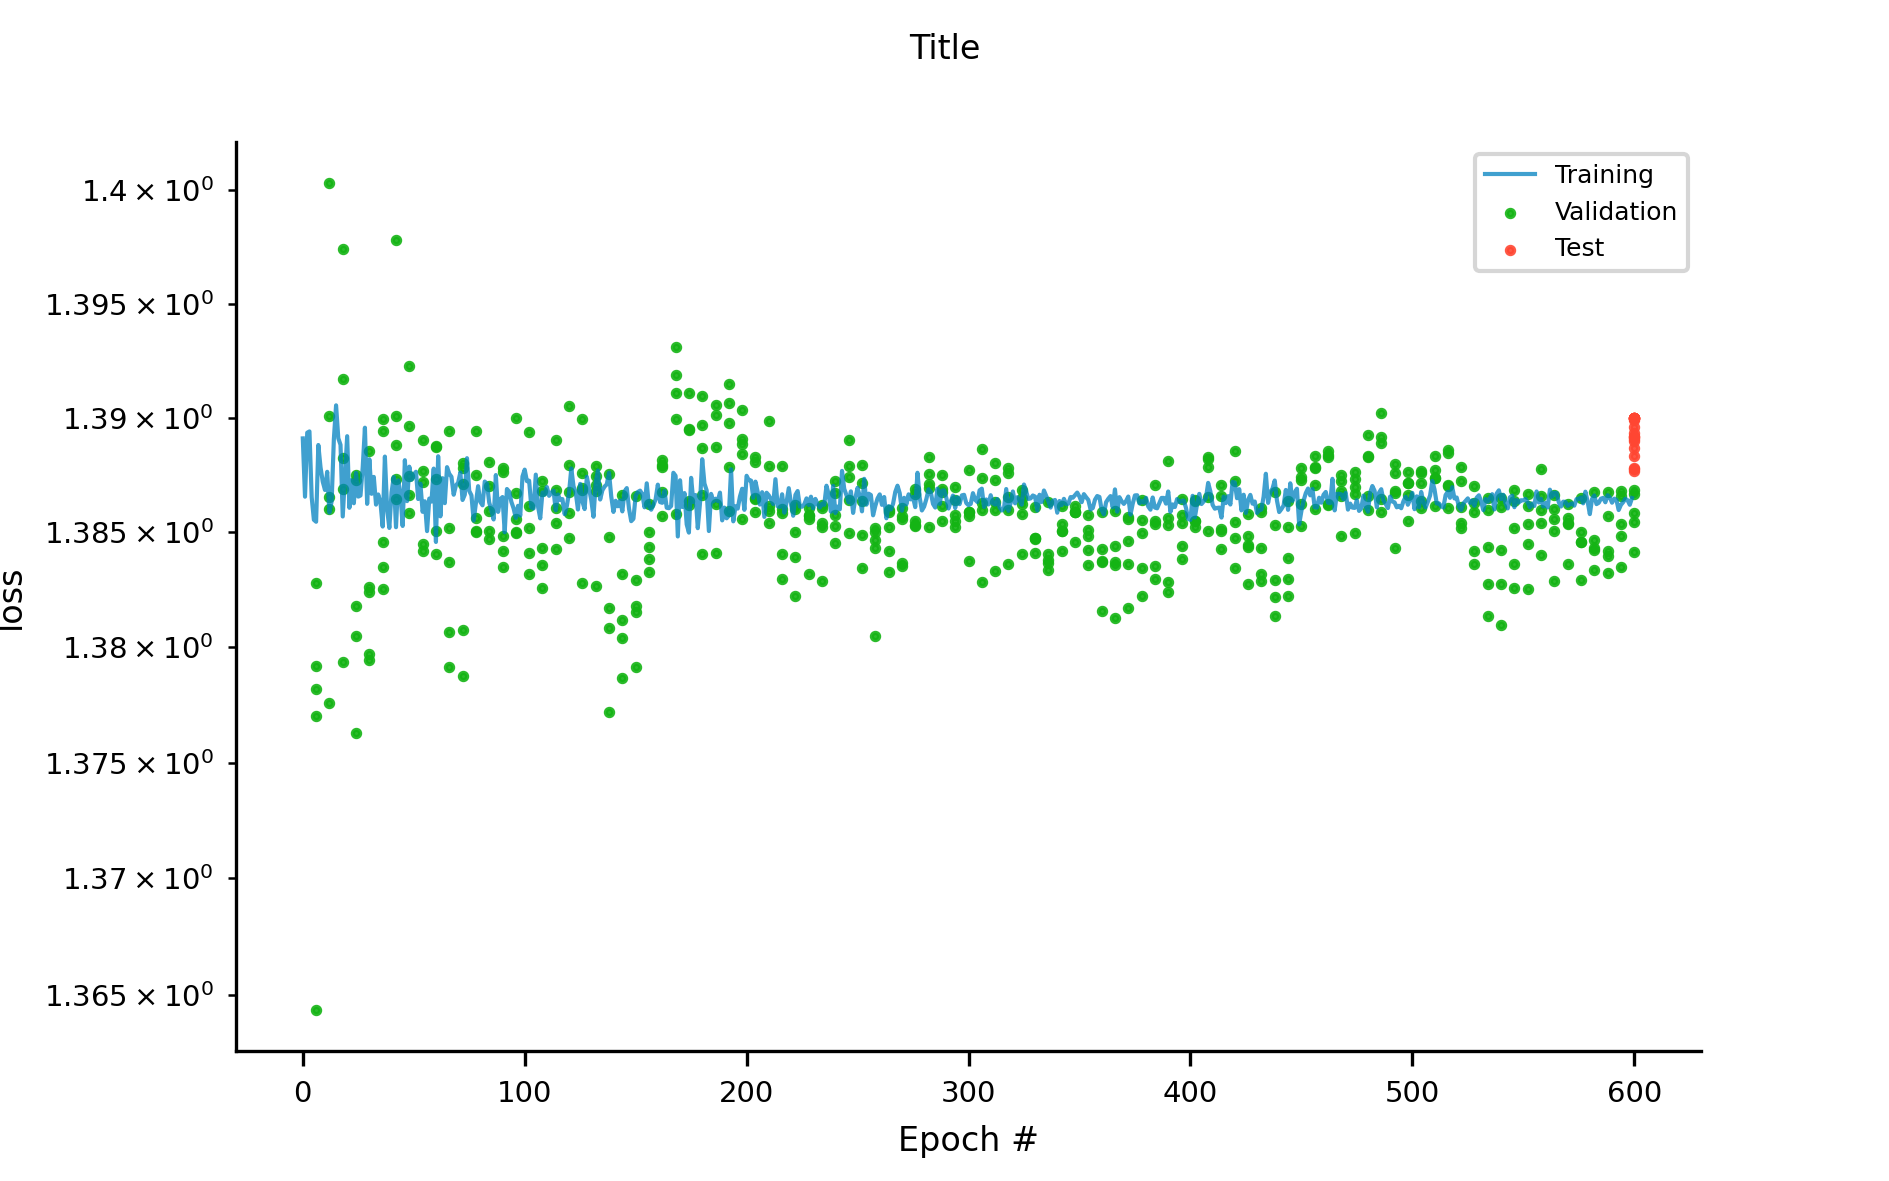 Title
1.4 × 10⁰
1.395 × 10⁰
1.39 × 10⁰
1.385 × 10⁰
1.38 × 10⁰
1.375 × 10⁰
1.37 × 10⁰
1.365 × 10⁰
loss
Training
Validation
Test
0 100 200 300 400 500 600
Epoch #